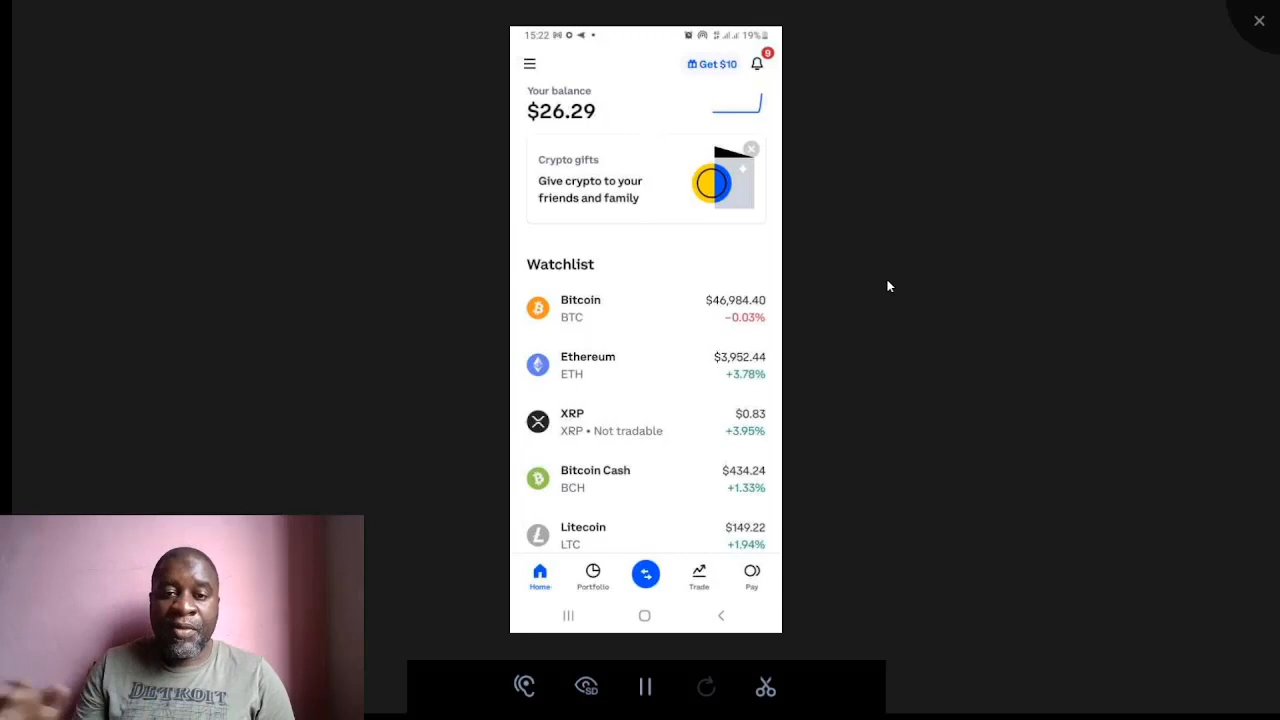 15:22
19%
Get $10
9
Your balance
$26.29
Crypto gifts
Give crypto to your
friends and family
Watchlist
Bitcoin
$46,984.40
BTC
-0.03%
Ethereum
$3,952.44
ETH
+3.78%
XRP
$0.83
XRP • Not tradable
+3.95%
Bitcoin Cash
$434.24
BCH
+1.33%
Litecoin
$149.22
LTC
+1.94%
Home
Portfolio
Trade
Pay
SD
DETROIT